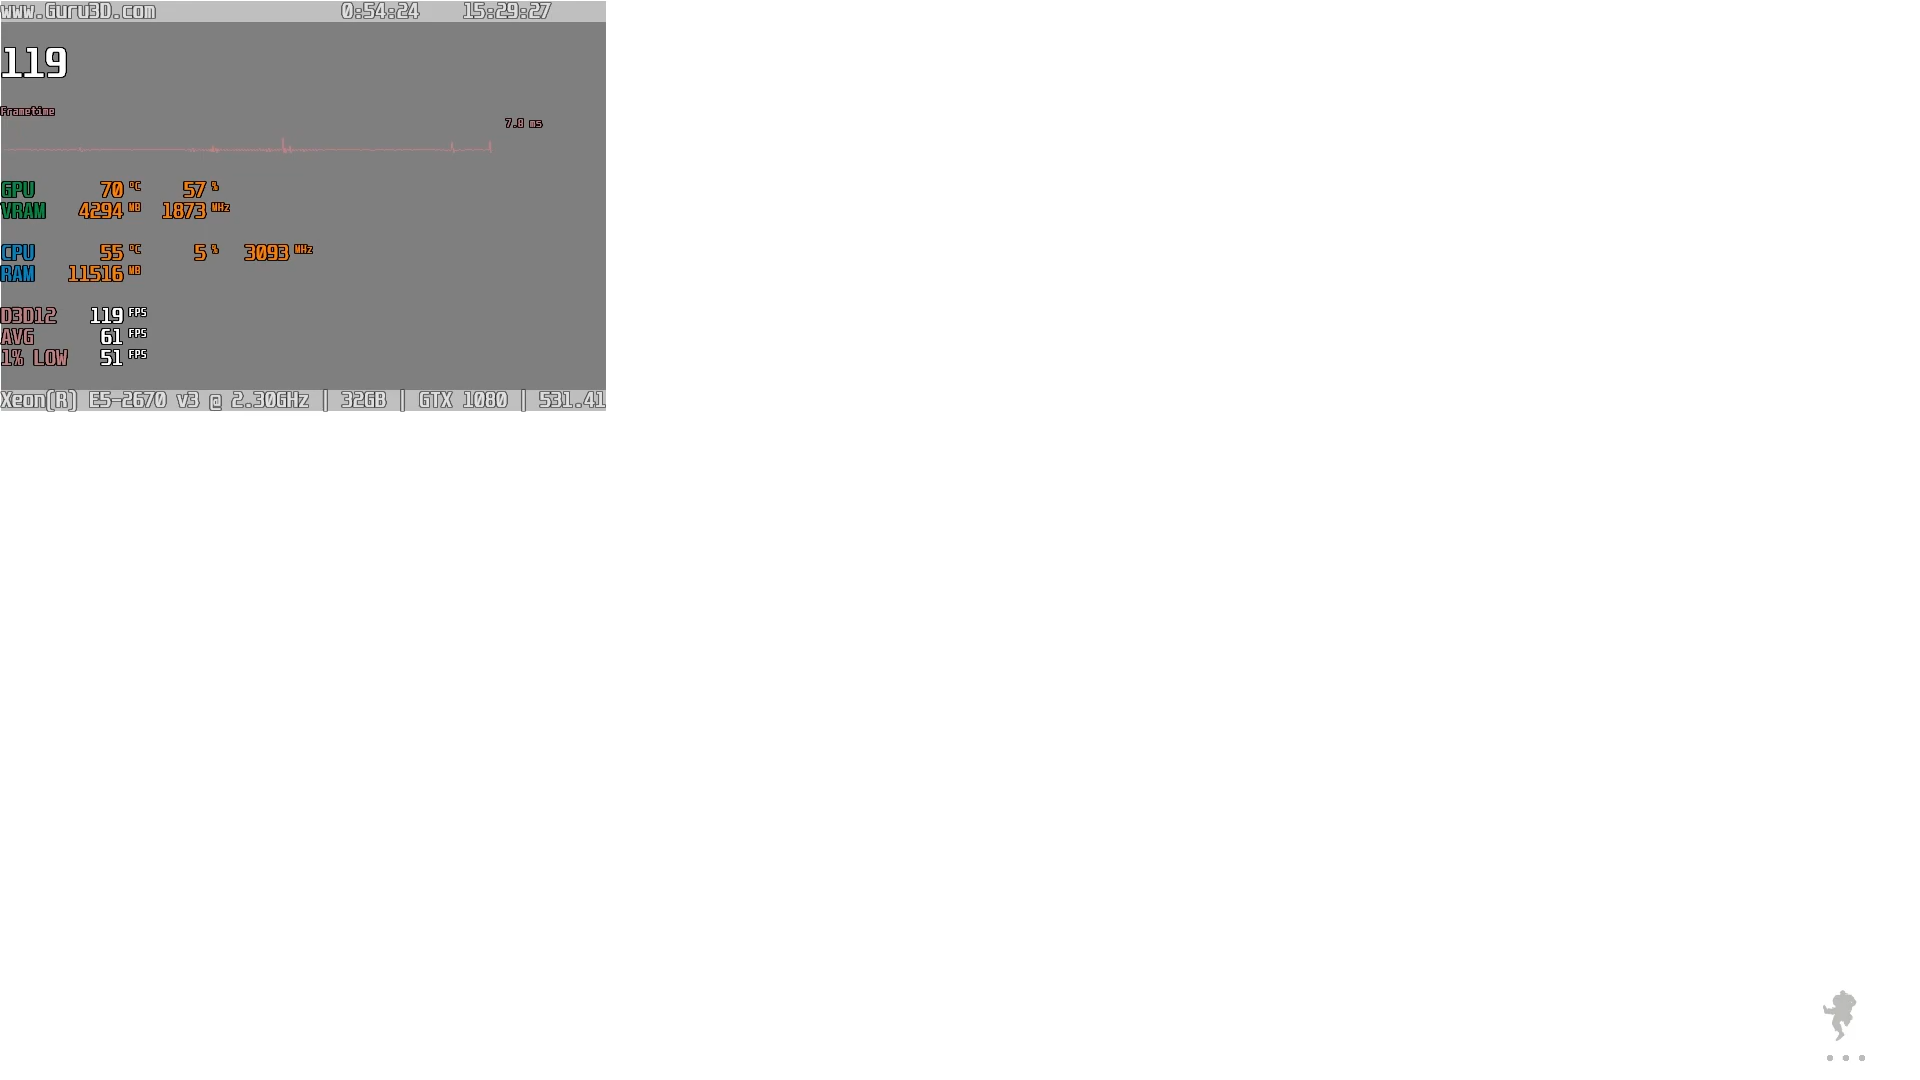 www.Guru3D.com 0:54:24 15:29:27
119
Frametime
7.8 ms
GPU 70 °C 57 %
VRAM 4294 MB 1873 MHz
CPU 55 °C 5 % 3093 MHz
RAM 11516 MB
D3D12 119 FPS
AVG 61 FPS
1% LOW 51 FPS
Xeon(R) E5-2670 v3 @ 2.30GHz | 32GB | GTX 1080 | 531.41